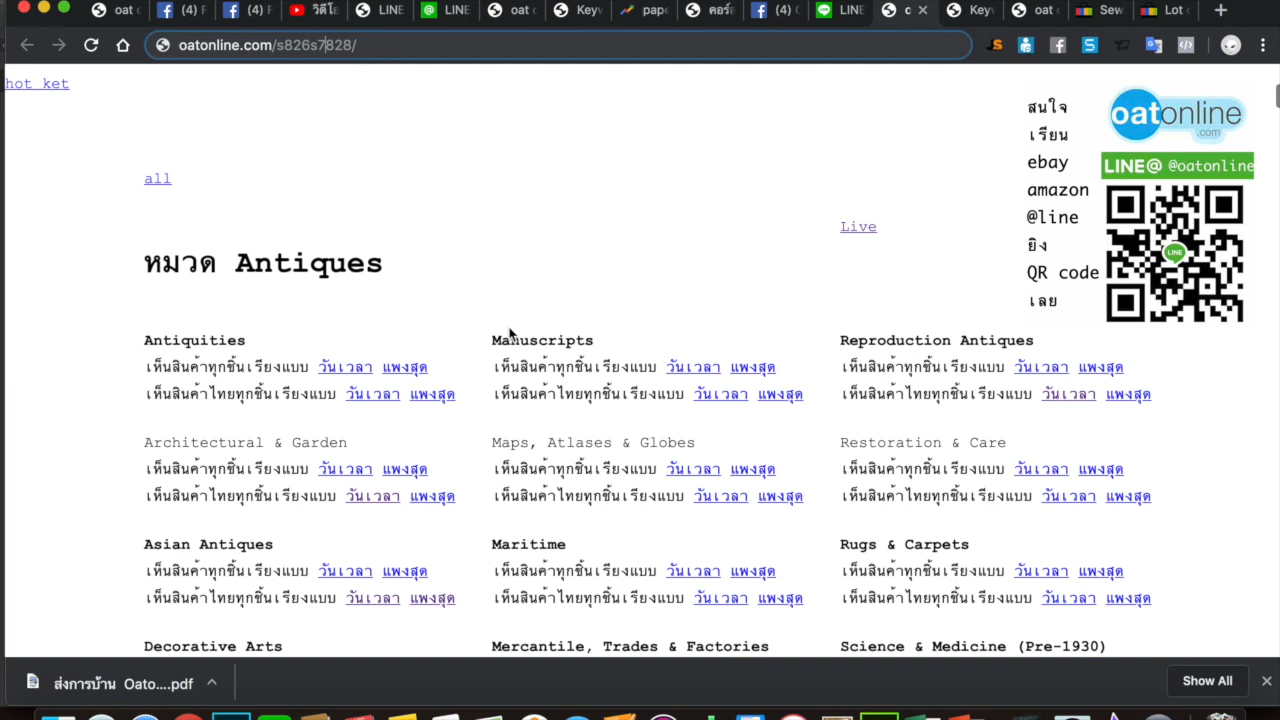 oat c
(4) F
(4) F
วิดีโอ
LINE
LINE
oat c
Keyw
pape
คอร์ส
(4) C
LINE
c
Keyw
oat c
Sew
Lot c
oatonline.com/s826s7828/
hot ket
all
Live
หมวด Antiques
สนใจ
เรียน
ebay
amazon
@line
ยิง
QR code
เลย
oatonline
.com
LINE@ @oatonline
LINE
Antiquities
เห็นสินค้าทุกชิ้นเรียงแบบ วันเวลา แพงสุด
เห็นสินค้าไทยทุกชิ้นเรียงแบบ วันเวลา แพงสุด
Manuscripts
เห็นสินค้าทุกชิ้นเรียงแบบ วันเวลา แพงสุด
เห็นสินค้าไทยทุกชิ้นเรียงแบบ วันเวลา แพงสุด
Reproduction Antiques
เห็นสินค้าทุกชิ้นเรียงแบบ วันเวลา แพงสุด
เห็นสินค้าไทยทุกชิ้นเรียงแบบ วันเวลา แพงสุด
Architectural & Garden
เห็นสินค้าทุกชิ้นเรียงแบบ วันเวลา แพงสุด
เห็นสินค้าไทยทุกชิ้นเรียงแบบ วันเวลา แพงสุด
Maps, Atlases & Globes
เห็นสินค้าทุกชิ้นเรียงแบบ วันเวลา แพงสุด
เห็นสินค้าไทยทุกชิ้นเรียงแบบ วันเวลา แพงสุด
Restoration & Care
เห็นสินค้าทุกชิ้นเรียงแบบ วันเวลา แพงสุด
เห็นสินค้าไทยทุกชิ้นเรียงแบบ วันเวลา แพงสุด
Asian Antiques
เห็นสินค้าทุกชิ้นเรียงแบบ วันเวลา แพงสุด
เห็นสินค้าไทยทุกชิ้นเรียงแบบ วันเวลา แพงสุด
Maritime
เห็นสินค้าทุกชิ้นเรียงแบบ วันเวลา แพงสุด
เห็นสินค้าไทยทุกชิ้นเรียงแบบ วันเวลา แพงสุด
Rugs & Carpets
เห็นสินค้าทุกชิ้นเรียงแบบ วันเวลา แพงสุด
เห็นสินค้าไทยทุกชิ้นเรียงแบบ วันเวลา แพงสุด
Decorative Arts
Mercantile, Trades & Factories
Science & Medicine (Pre-1930)
ส่งการบ้าน Oato....pdf
Show All